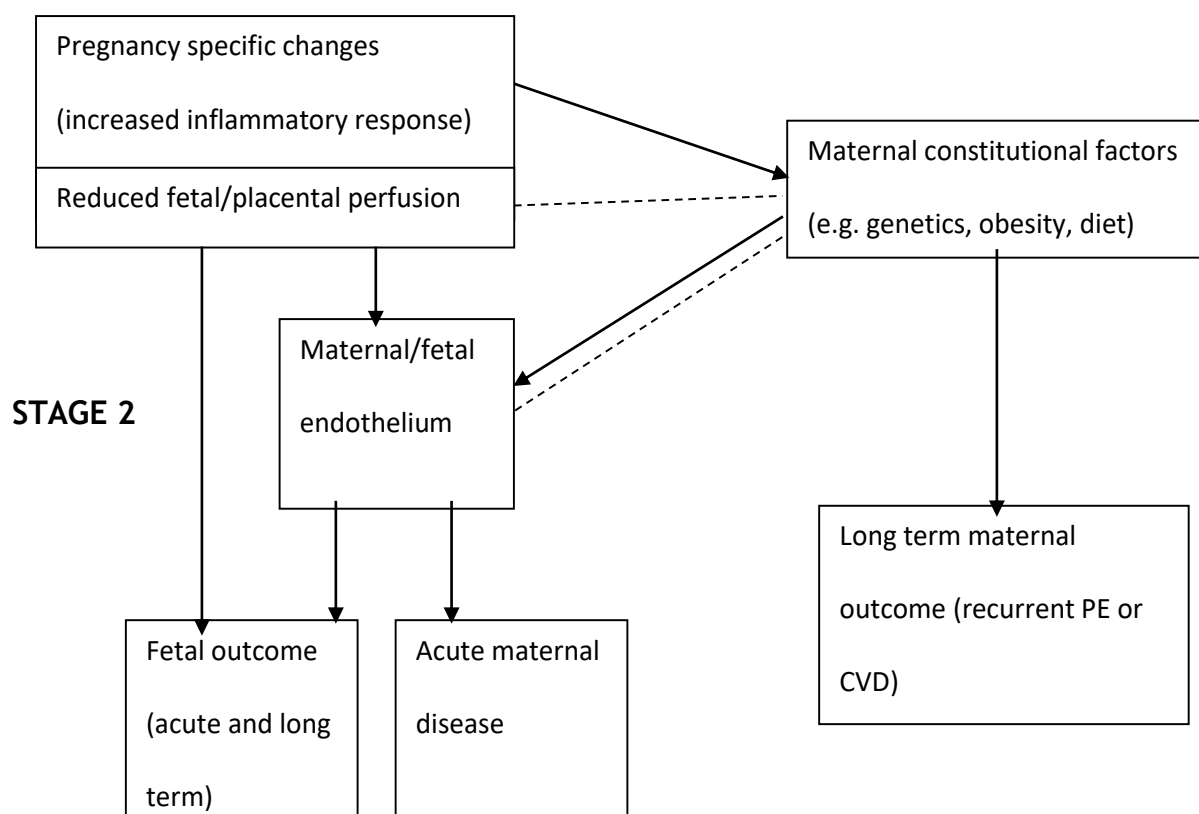 Pregnancy specific changes
(increased inflammatory response)
Reduced fetal/placental perfusion
Maternal constitutional factors
(e.g. genetics, obesity, diet)
Maternal/fetal
endothelium
STAGE 2
Long term maternal
outcome (recurrent PE or
CVD)
Fetal outcome
(acute and long
term)
Acute maternal
disease